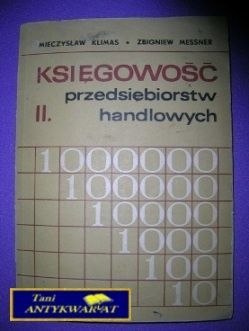 MIECZYSŁAW KLIMAS • ZBIGNIEW MESSNER
KSIĘGOWOŚĆ
przedsiebiorstw
II. handlowych
1000000
100000
10000
1000
100
10
Tani
ANTYKWARIAT